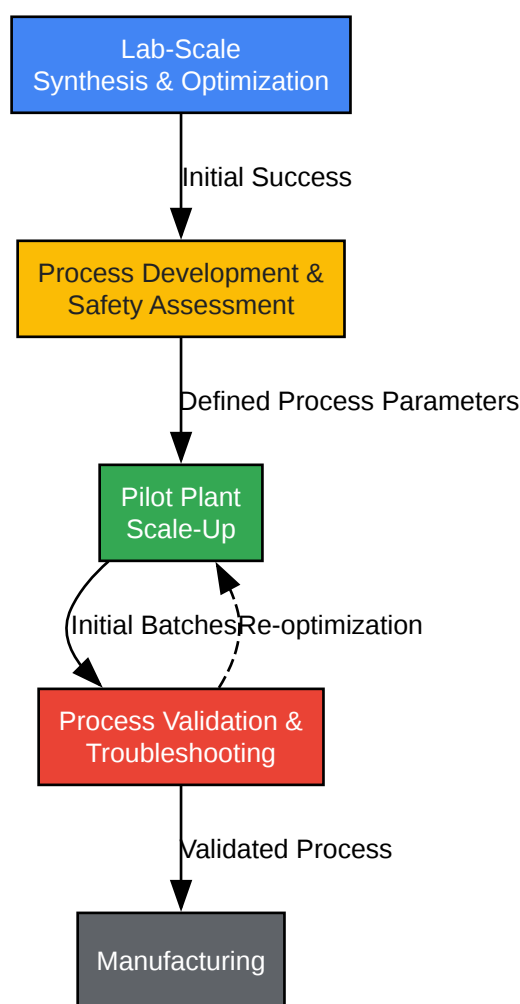 Lab-Scale
Synthesis & Optimization
Initial Success
Process Development &
Safety Assessment
Defined Process Parameters
Pilot Plant
Scale-Up
Initial Batches
Re-optimization
Process Validation &
Troubleshooting
Validated Process
Manufacturing